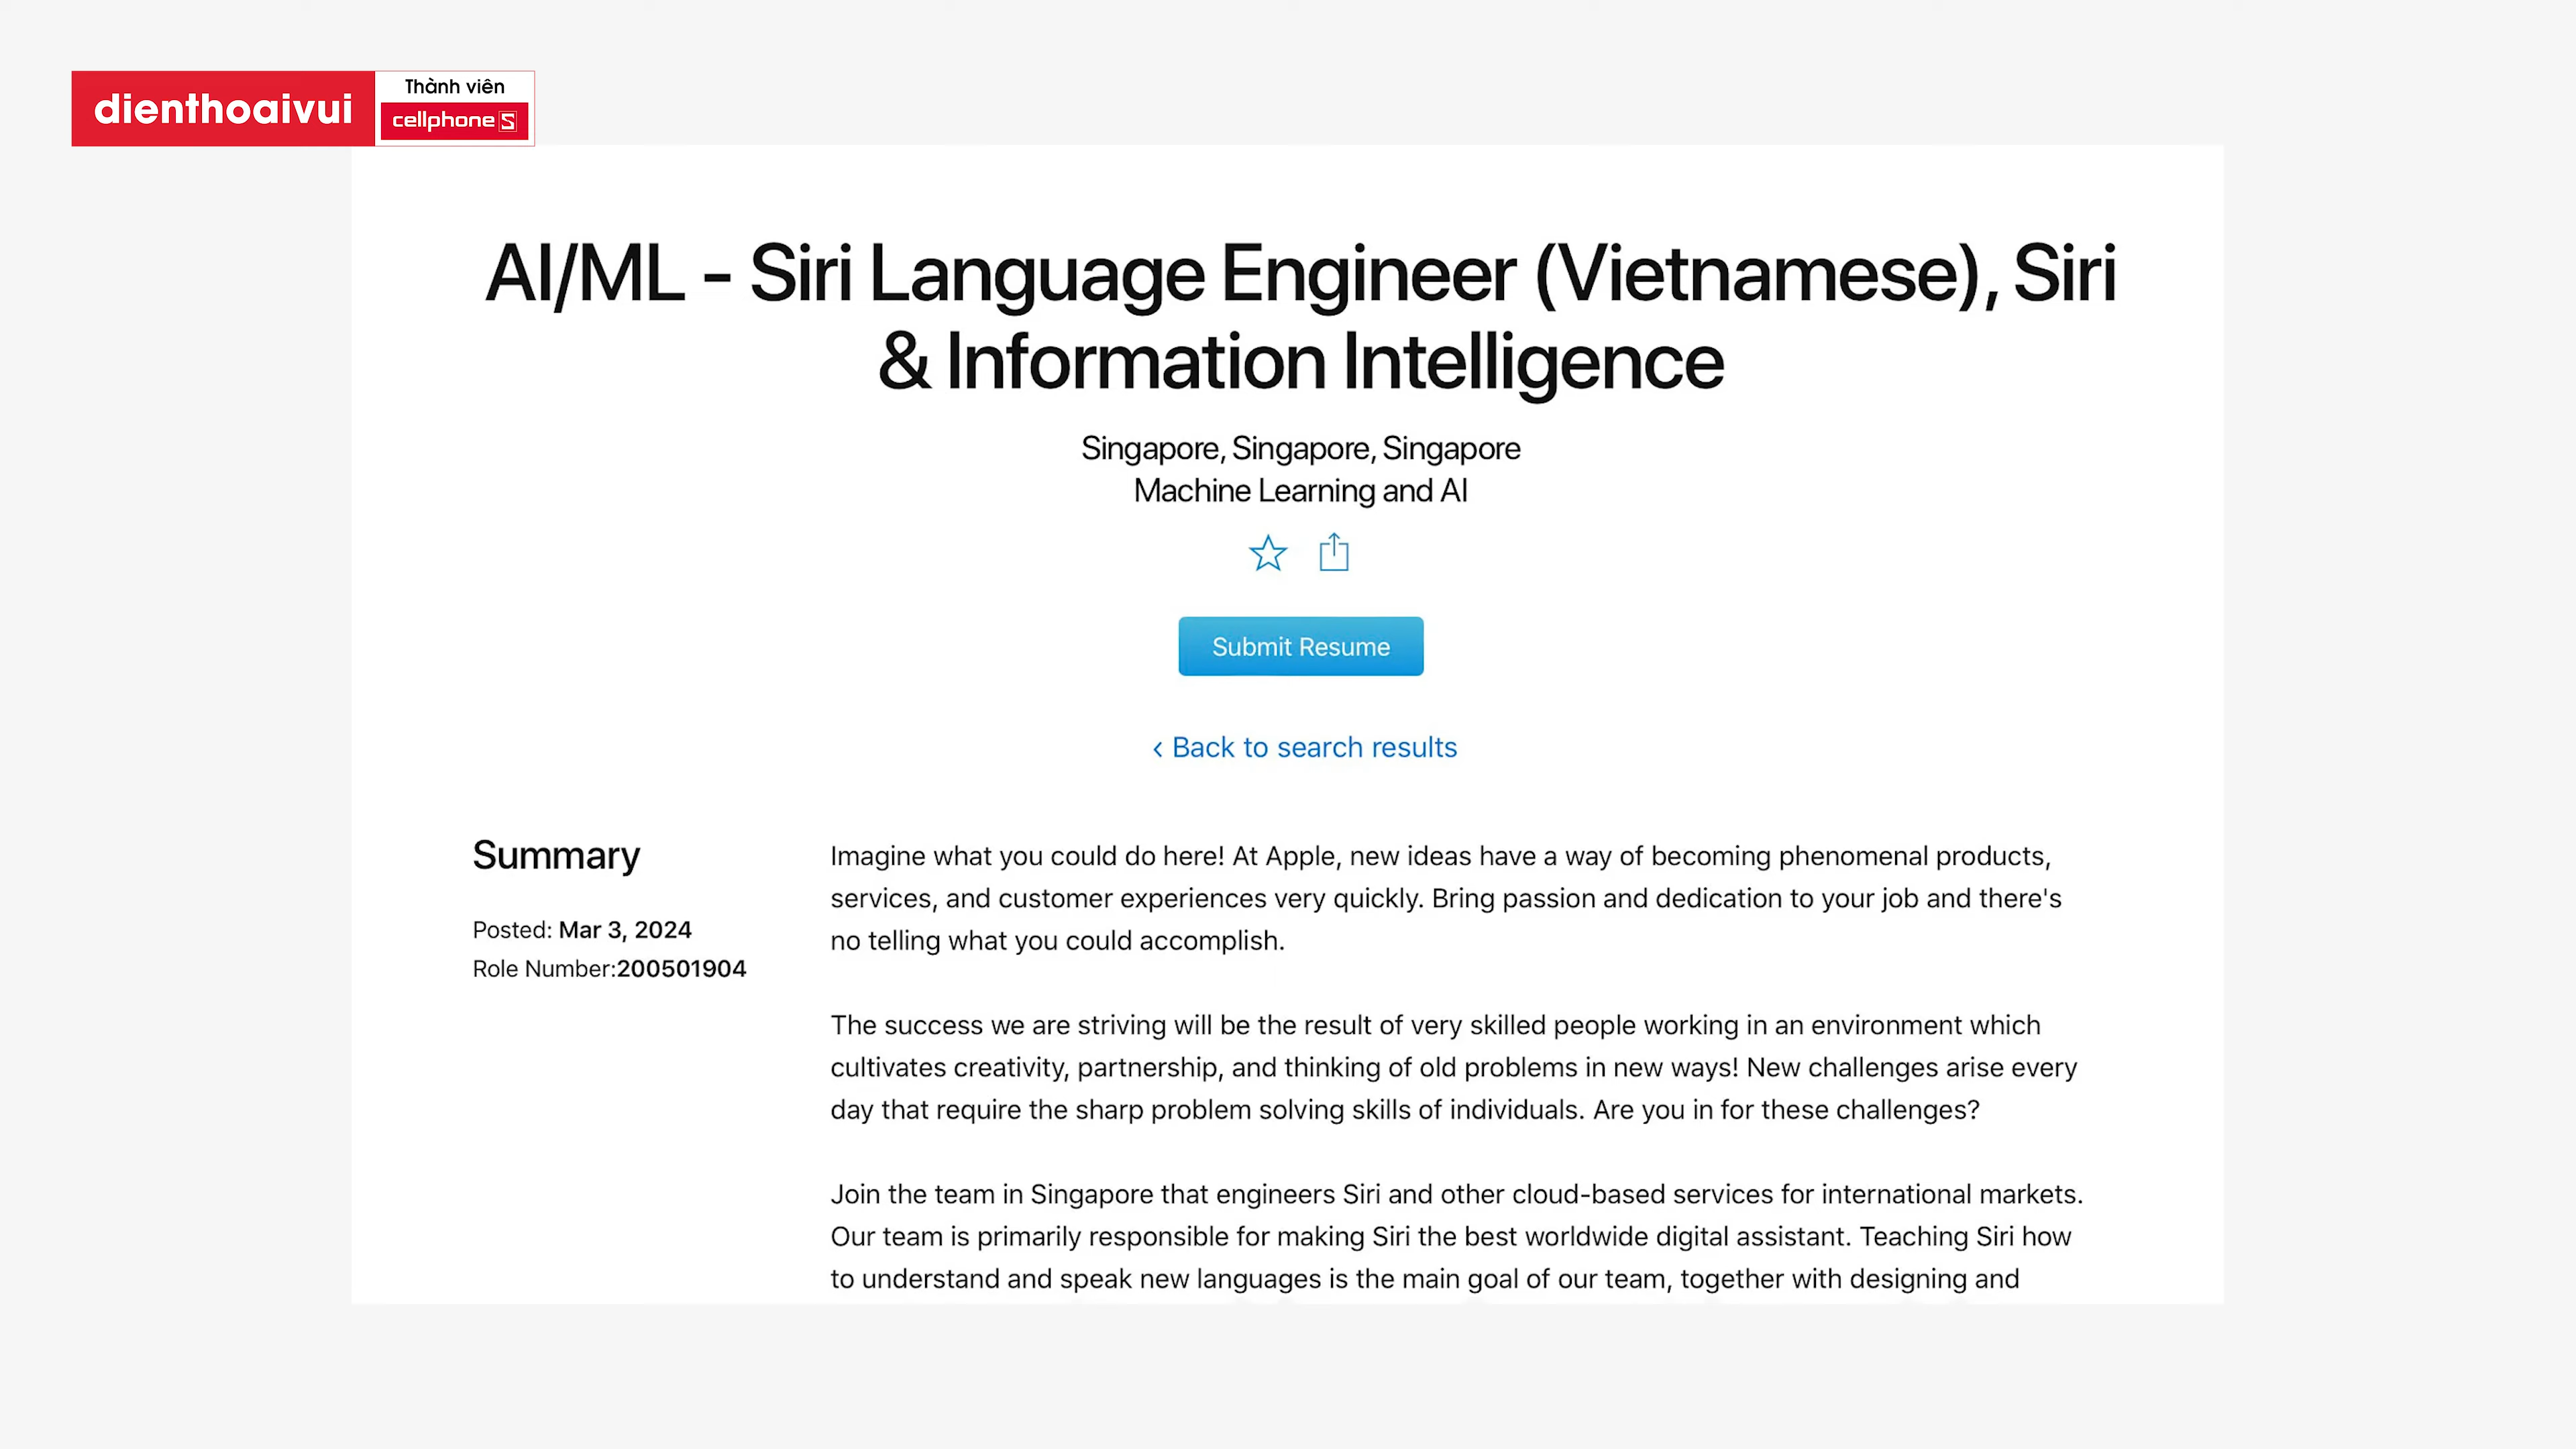 dienthoaivui
Thành viên
cellphoneS
AI/ML - Siri Language Engineer (Vietnamese), Siri
& Information Intelligence
Singapore, Singapore, Singapore
Machine Learning and AI
Submit Resume
‹ Back to search results
Summary
Posted: Mar 3, 2024
Role Number:200501904
Imagine what you could do here! At Apple, new ideas have a way of becoming phenomenal products,
services, and customer experiences very quickly. Bring passion and dedication to your job and there's
no telling what you could accomplish.
The success we are striving will be the result of very skilled people working in an environment which
cultivates creativity, partnership, and thinking of old problems in new ways! New challenges arise every
day that require the sharp problem solving skills of individuals. Are you in for these challenges?
Join the team in Singapore that engineers Siri and other cloud-based services for international markets.
Our team is primarily responsible for making Siri the best worldwide digital assistant. Teaching Siri how
to understand and speak new languages is the main goal of our team, together with designing and